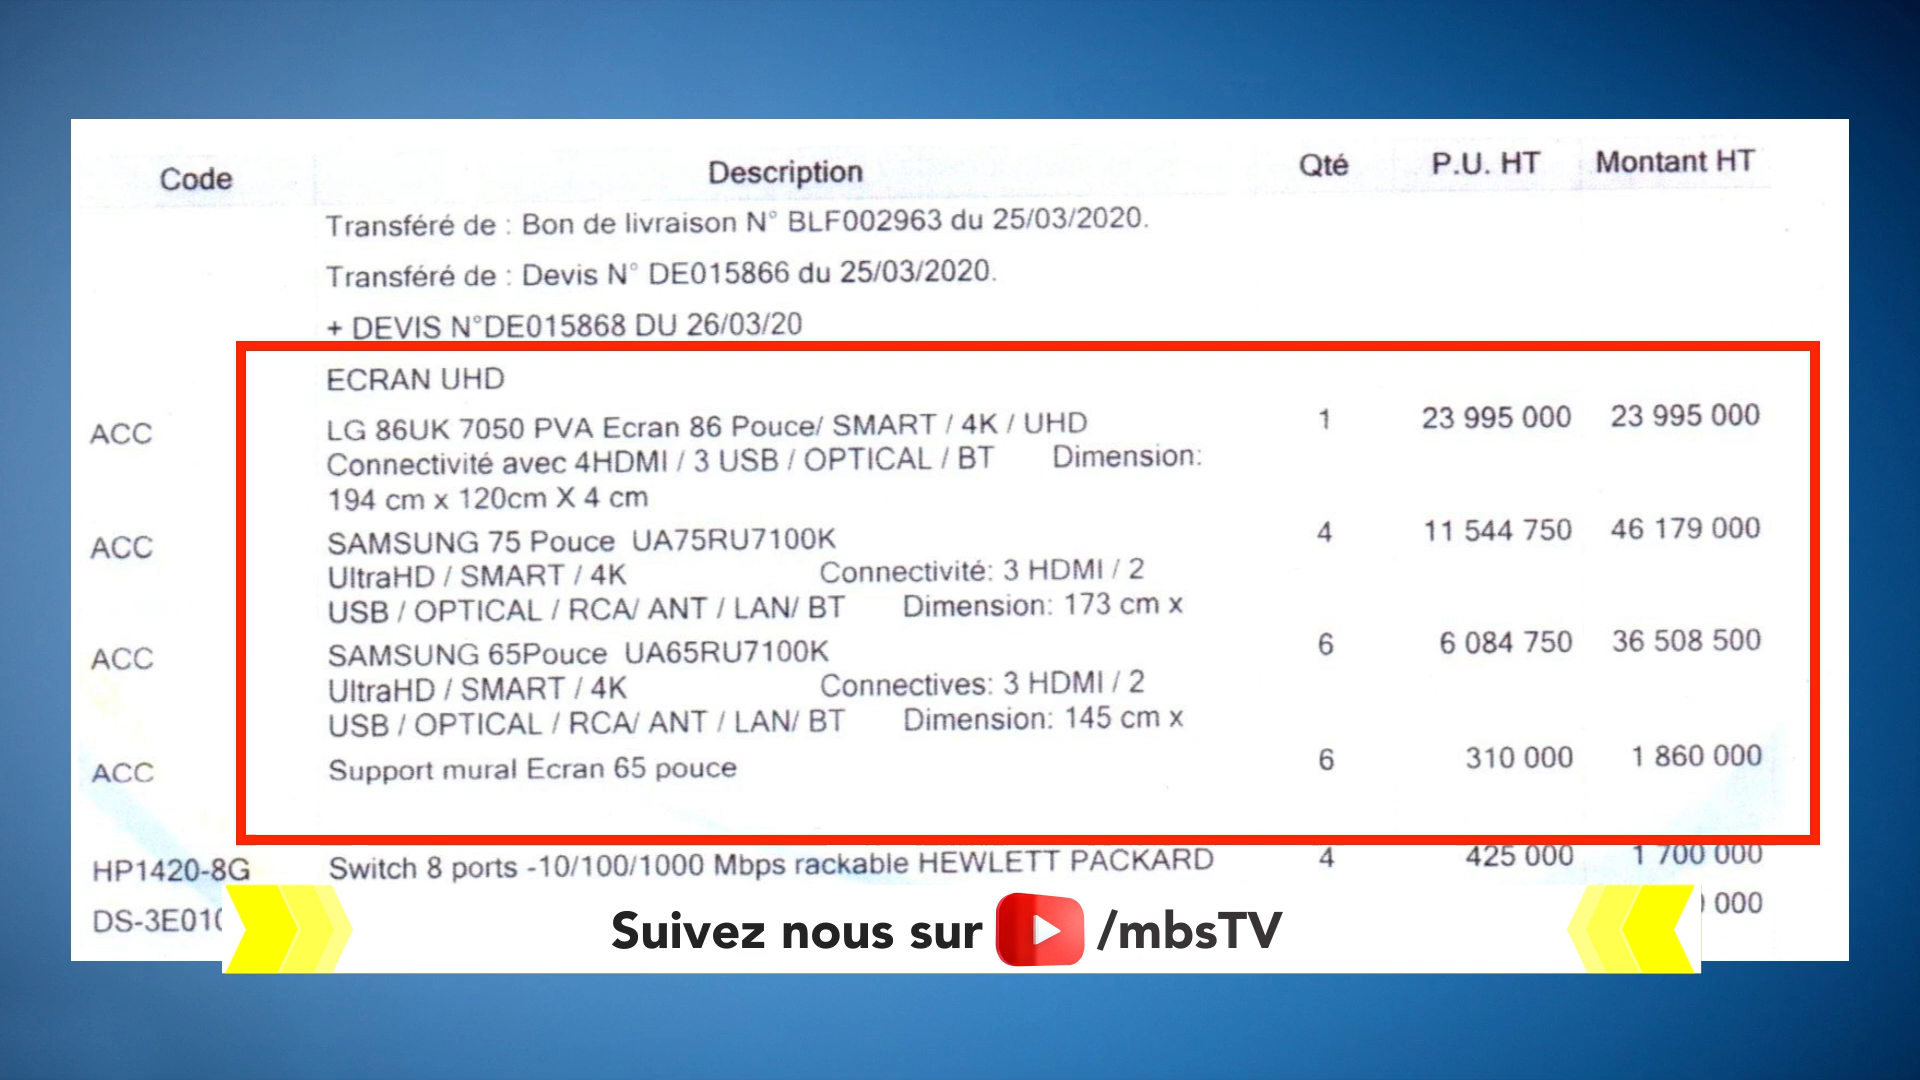 Code Description Qté P.U. HT Montant HT
Transféré de : Bon de livraison N° BLF002963 du 25/03/2020.
Transféré de : Devis N° DE015866 du 25/03/2020.
+ DEVIS N°DE015868 DU 26/03/20
ECRAN UHD
ACC LG 86UK 7050 PVA Ecran 86 Pouce/ SMART / 4K / UHD 1 23 995 000 23 995 000
Connectivité avec 4HDMI / 3 USB / OPTICAL / BT Dimension:
194 cm x 120cm X 4 cm
ACC SAMSUNG 75 Pouce UA75RU7100K 4 11 544 750 46 179 000
UltraHD / SMART / 4K Connectivité: 3 HDMI / 2
USB / OPTICAL / RCA/ ANT / LAN/ BT Dimension: 173 cm x
ACC SAMSUNG 65Pouce UA65RU7100K 6 6 084 750 36 508 500
UltraHD / SMART / 4K Connectives: 3 HDMI / 2
USB / OPTICAL / RCA/ ANT / LAN/ BT Dimension: 145 cm x
ACC Support mural Ecran 65 pouce 6 310 000 1 860 000
HP1420-8G Switch 8 ports -10/100/1000 Mbps rackable HEWLETT PACKARD 4 425 000 1 700 000
DS-3E01 000
Suivez nous sur /mbsTV